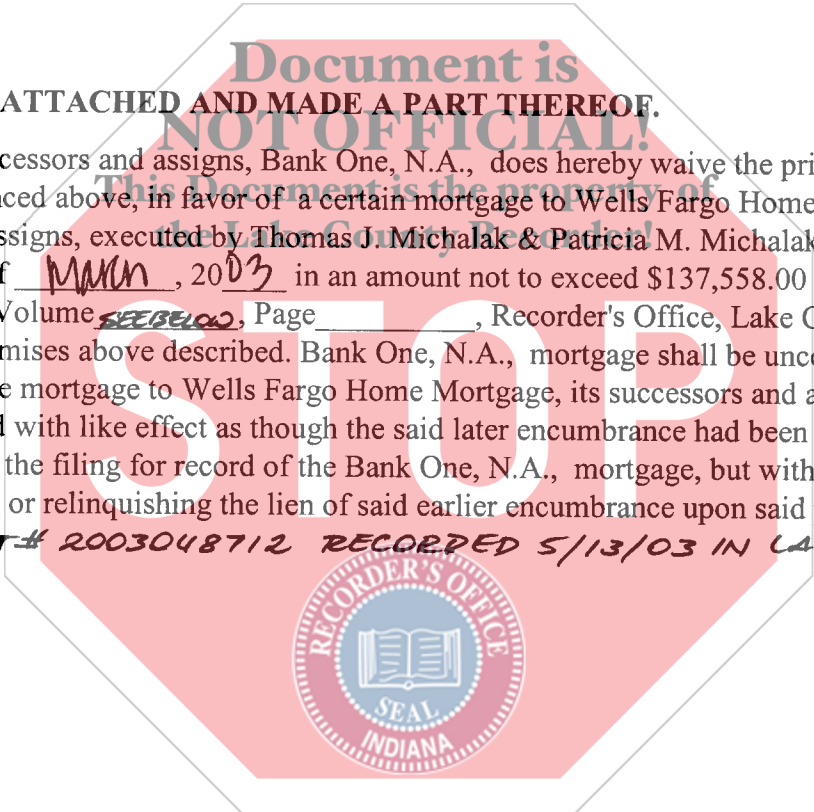 Document is
ATTACHED AND MADE A PART THEREOF.
NOT OFFICIAL!
cessors and assigns, Bank One, N.A., does hereby waive the pri
This Document is the property of
ced above, in favor of a certain mortgage to Wells Fargo Home
the Lake County Recorder!
ssigns, executed by Thomas J. Michalak & Patricia M. Michalak
f March, 2003 in an amount not to exceed $137,558.00
Volume SEE BELOW, Page________, Recorder's Office, Lake C
mises above described. Bank One, N.A., mortgage shall be unc
e mortgage to Wells Fargo Home Mortgage, its successors and a
STOP
d with like effect as though the said later encumbrance had been
the filing for record of the Bank One, N.A., mortgage, but with
or relinquishing the lien of said earlier encumbrance upon said
T# 2003048712 RECORDED 5/13/03 IN LA
RECORDER'S OFFICE
SEAL
INDIANA